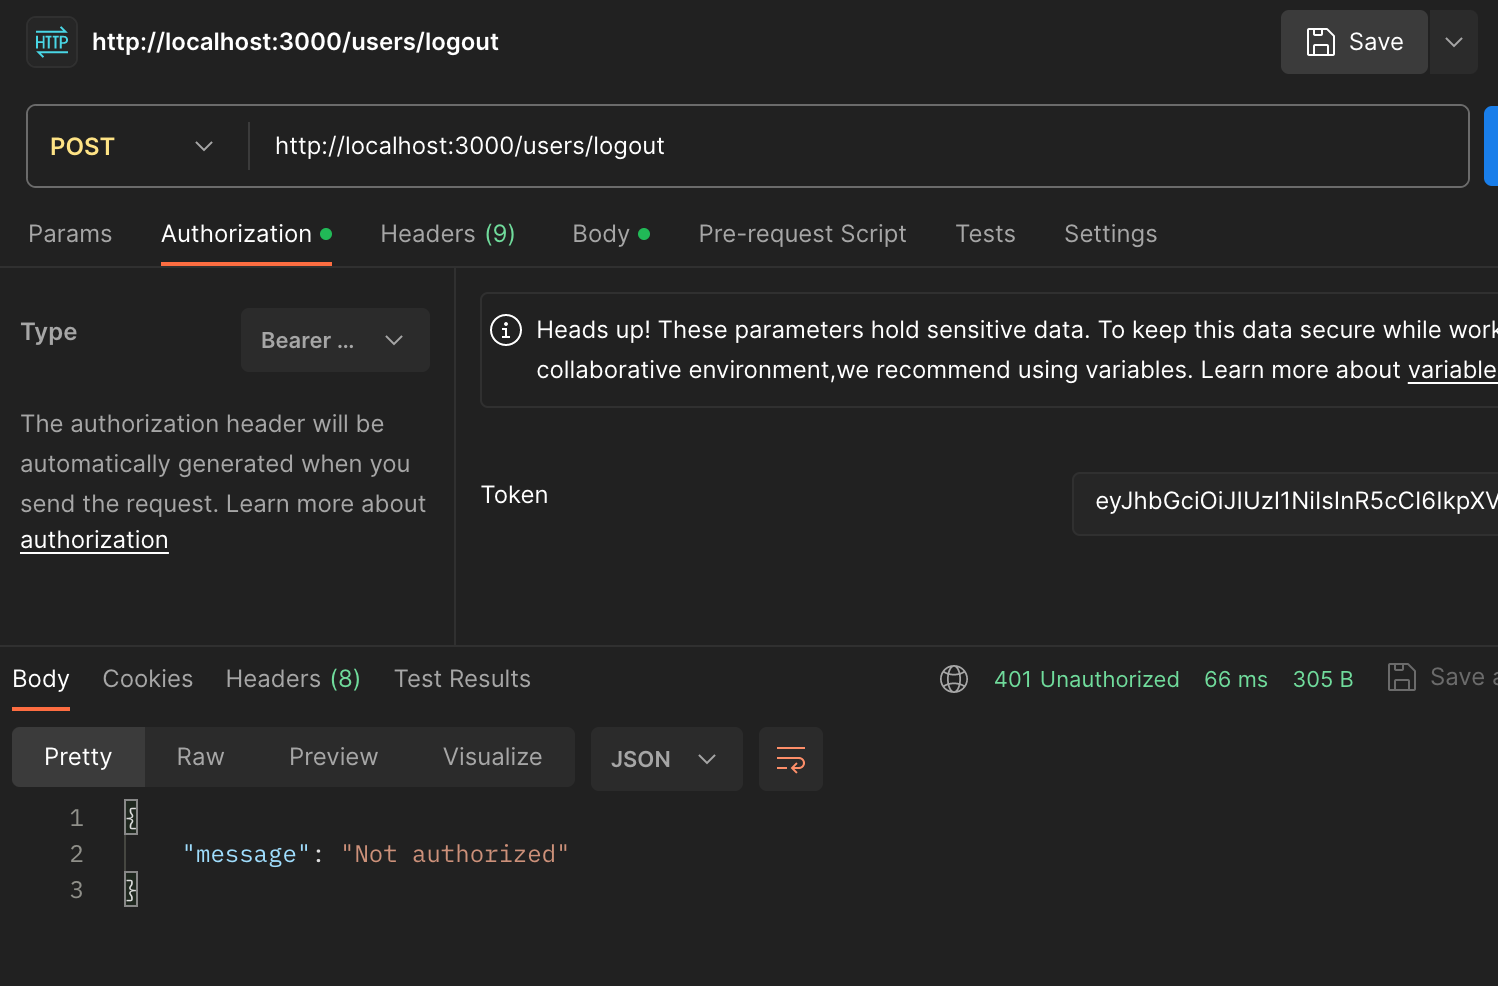 HTTP http://localhost:3000/users/logout Save
POST http://localhost:3000/users/logout
Params Authorization Headers (9) Body Pre-request Script Tests Settings
Type Bearer ...
The authorization header will be
automatically generated when you
send the request. Learn more about
authorization
Heads up! These parameters hold sensitive data. To keep this data secure while work
collaborative environment,we recommend using variables. Learn more about variable
Token eyJhbGciOiJIUzI1NiIsInR5cCI6IkpXV
Body Cookies Headers (8) Test Results 401 Unauthorized 66 ms 305 B Save a
Pretty Raw Preview Visualize JSON
1 {
2 "message": "Not authorized"
3 }